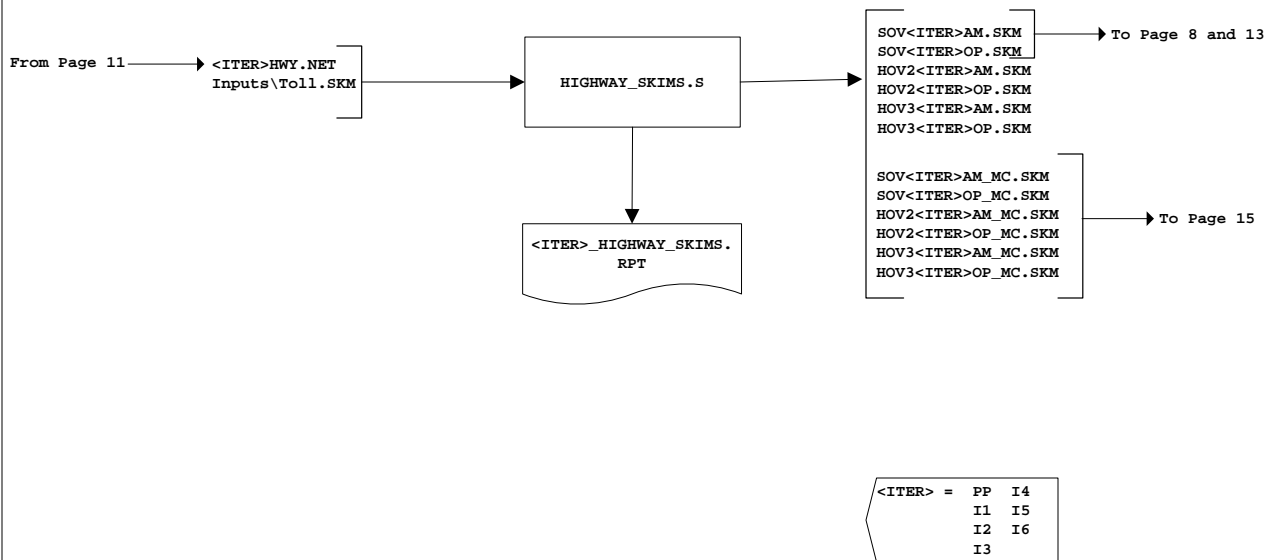 From Page 11
<ITER>HWY.NET
Inputs\Toll.SKM
HIGHWAY_SKIMS.S
<ITER>_HIGHWAY_SKIMS.
RPT
SOV<ITER>AM.SKM
SOV<ITER>OP.SKM
HOV2<ITER>AM.SKM
HOV2<ITER>OP.SKM
HOV3<ITER>AM.SKM
HOV3<ITER>OP.SKM
To Page 8 and 13
SOV<ITER>AM_MC.SKM
SOV<ITER>OP_MC.SKM
HOV2<ITER>AM_MC.SKM
HOV2<ITER>OP_MC.SKM
HOV3<ITER>AM_MC.SKM
HOV3<ITER>OP_MC.SKM
To Page 15
<ITER> = PP I4
I1 I5
I2 I6
I3